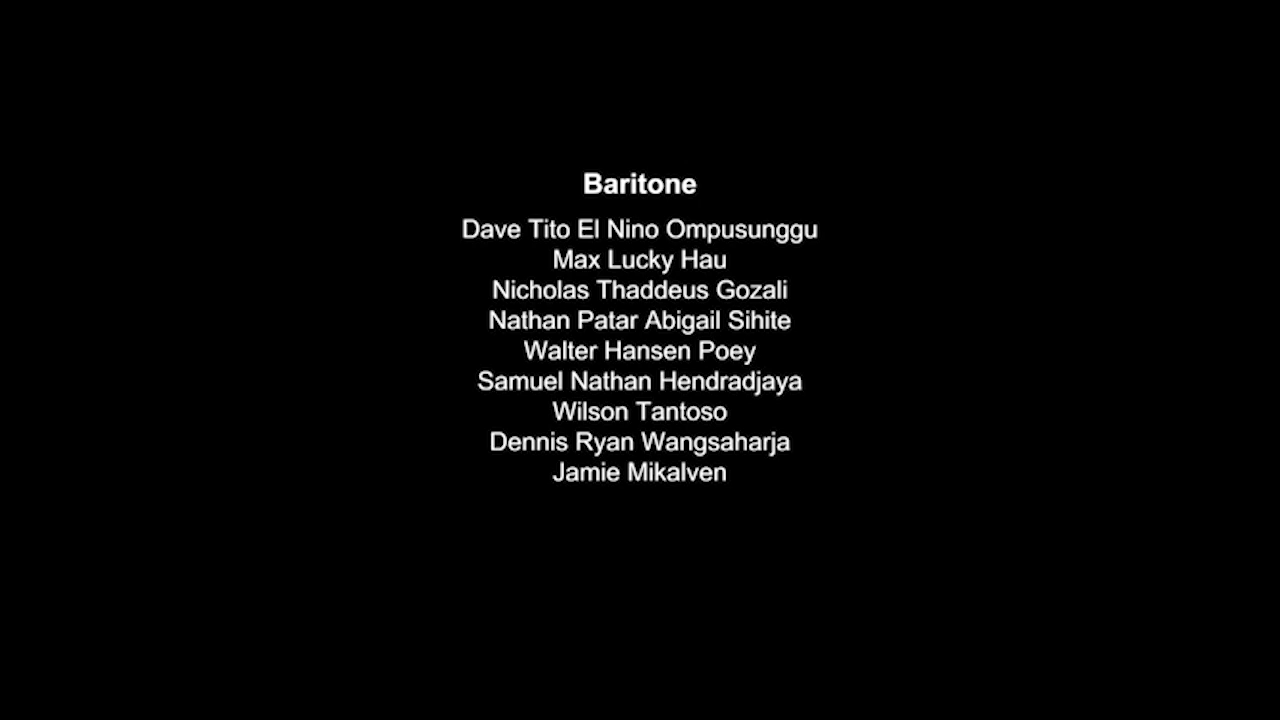 Baritone
Dave Tito El Nino Ompusunggu
Max Lucky Hau
Nicholas Thaddeus Gozali
Nathan Patar Abigail Sihite
Walter Hansen Poey
Samuel Nathan Hendradjaya
Wilson Tantoso
Dennis Ryan Wangsaharja
Jamie Mikalven